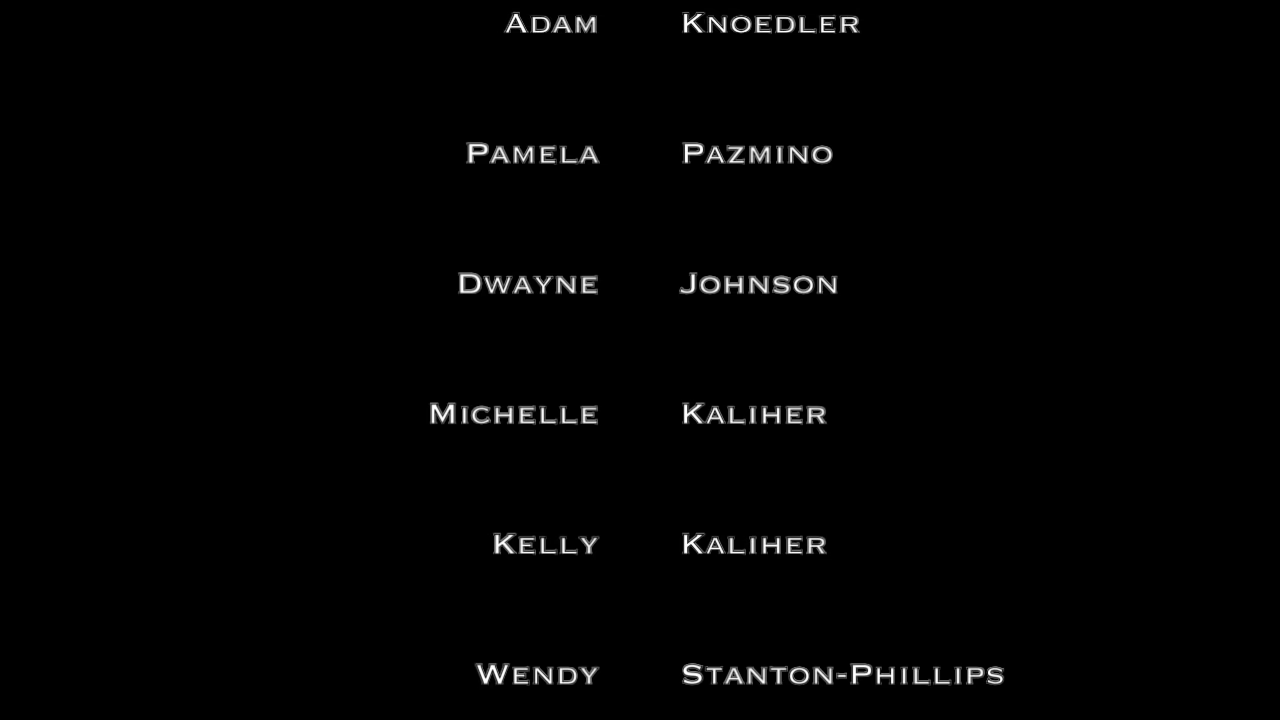 Adam Knoedler
Pamela Pazmino
Dwayne Johnson
Michelle Kaliher
Kelly Kaliher
Wendy Stanton-Phillips